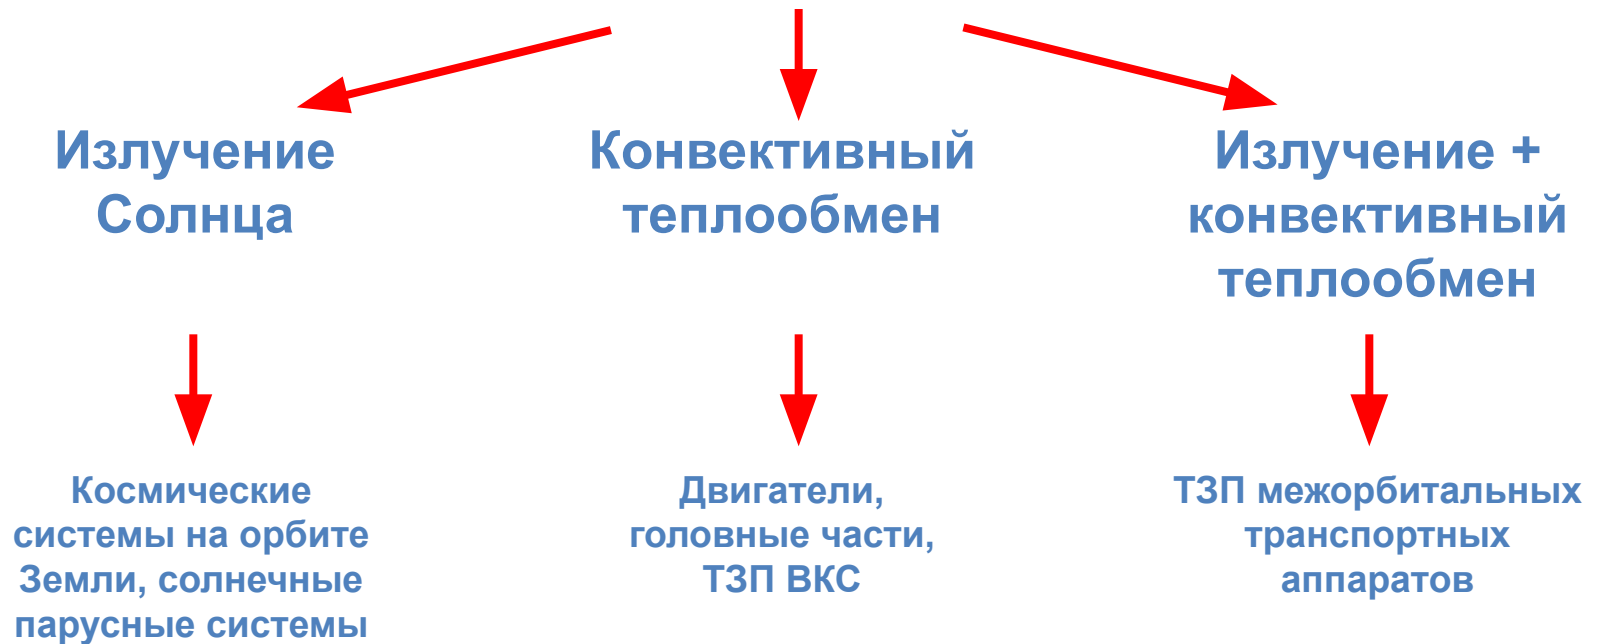 Излучение
Солнца
Конвективный
теплообмен
Излучение +
конвективный
теплообмен
Космические
системы на орбите
Земли, солнечные
парусные системы
Двигатели,
головные части,
ТЗП ВКС
ТЗП межорбитальных
транспортных
аппаратов